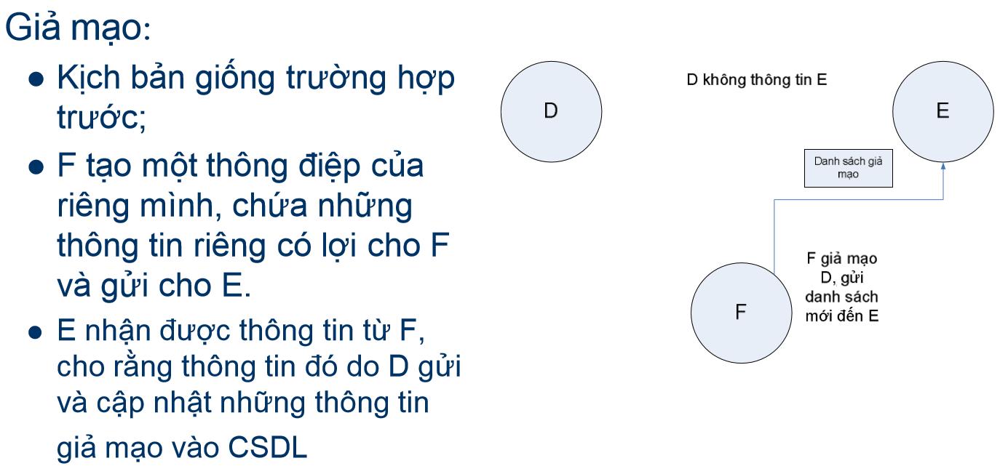 Giả mạo:
● Kịch bản giống trường hợp
trước;
● F tạo một thông điệp của
riêng mình, chứa những
thông tin riêng có lợi cho F
và gửi cho E.
● E nhận được thông tin từ F,
cho rằng thông tin đó do D gửi
và cập nhật những thông tin
giả mạo vào CSDL
D
D không thông tin E
E
Danh sách giả
mạo
F
F giả mạo
D, gửi
danh sách
mới đến E